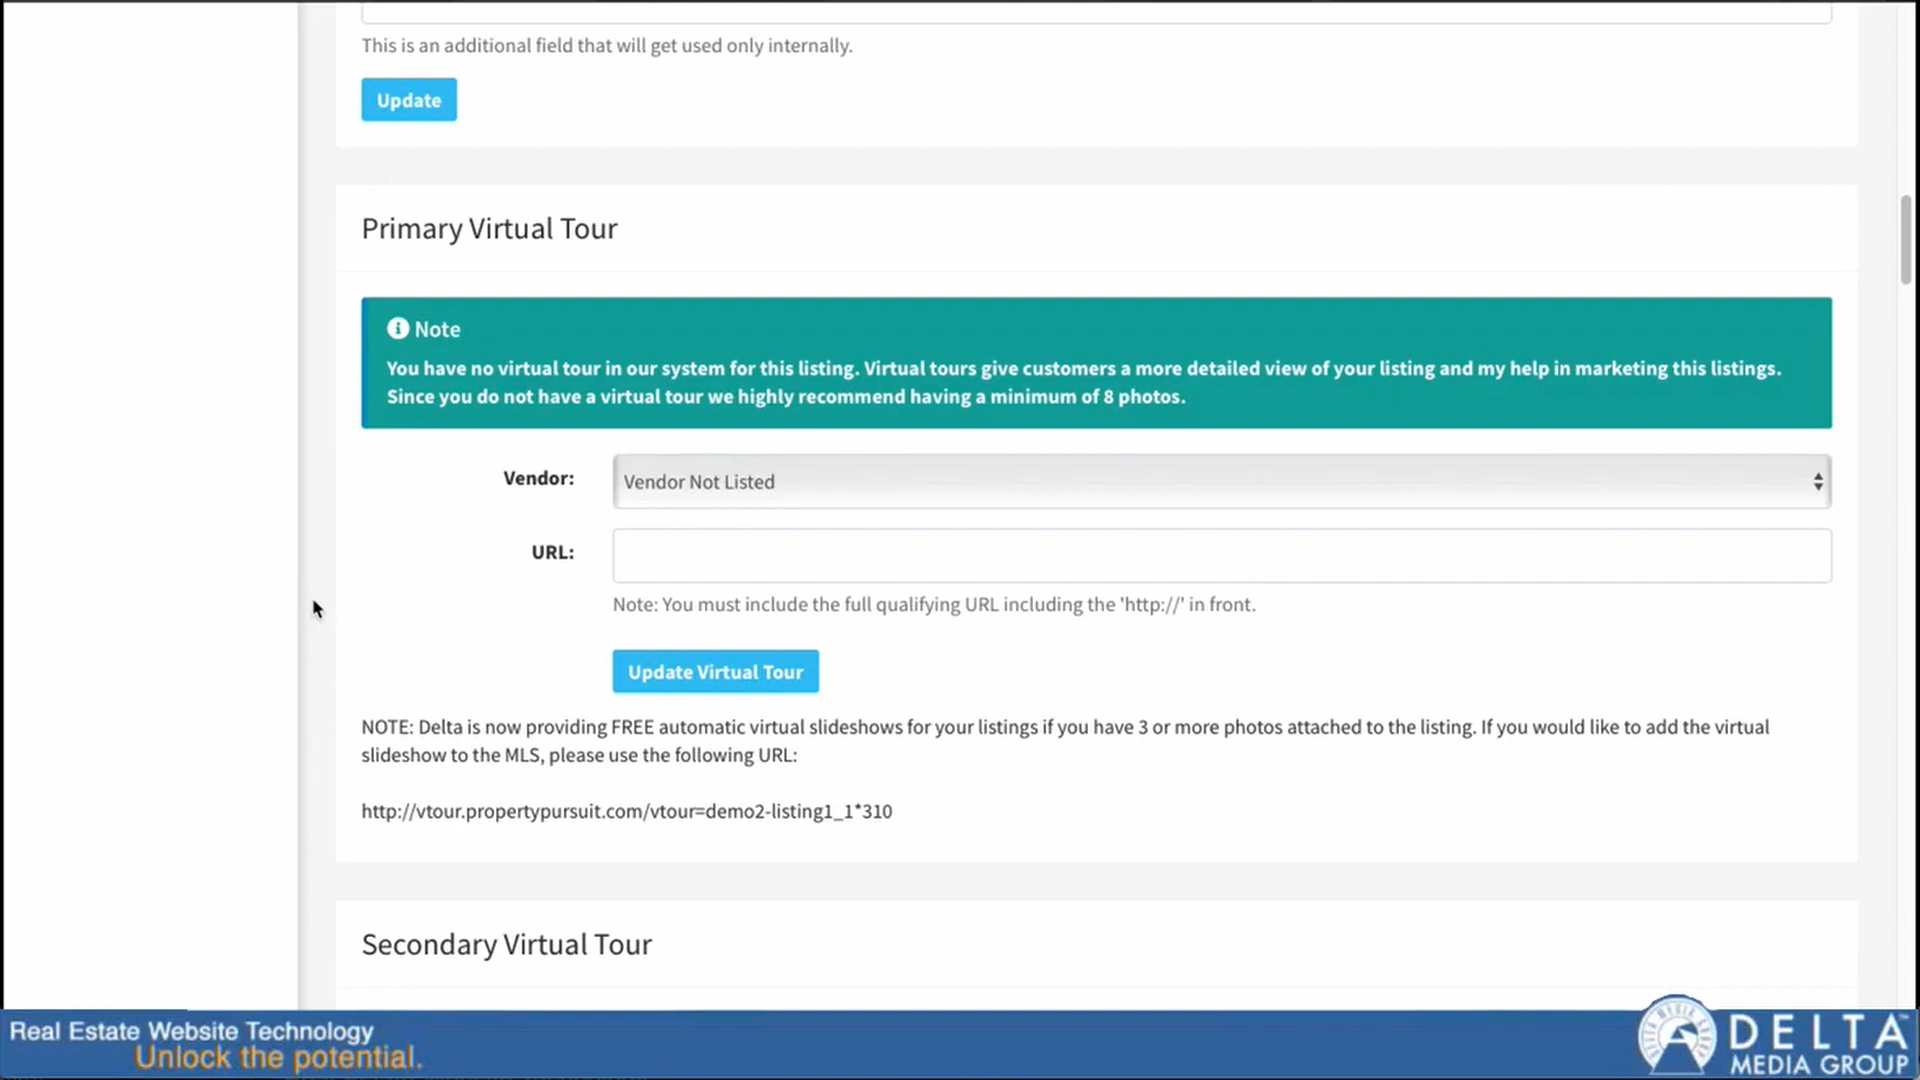 This is an additional field that will get used only internally.
Update
Primary Virtual Tour
Note
You have no virtual tour in our system for this listing. Virtual tours give customers a more detailed view of your listing and my help in marketing this listings.
Since you do not have a virtual tour we highly recommend having a minimum of 8 photos.
Vendor:
Vendor Not Listed
URL:
Note: You must include the full qualifying URL including the 'http://' in front.
Update Virtual Tour
NOTE: Delta is now providing FREE automatic virtual slideshows for your listings if you have 3 or more photos attached to the listing. If you would like to add the virtual
slideshow to the MLS, please use the following URL:
http://vtour.propertypursuit.com/vtour=demo2-listing1_1*310
Secondary Virtual Tour
Real Estate Website Technology
Unlock the potential.
DELTA
MEDIA GROUP